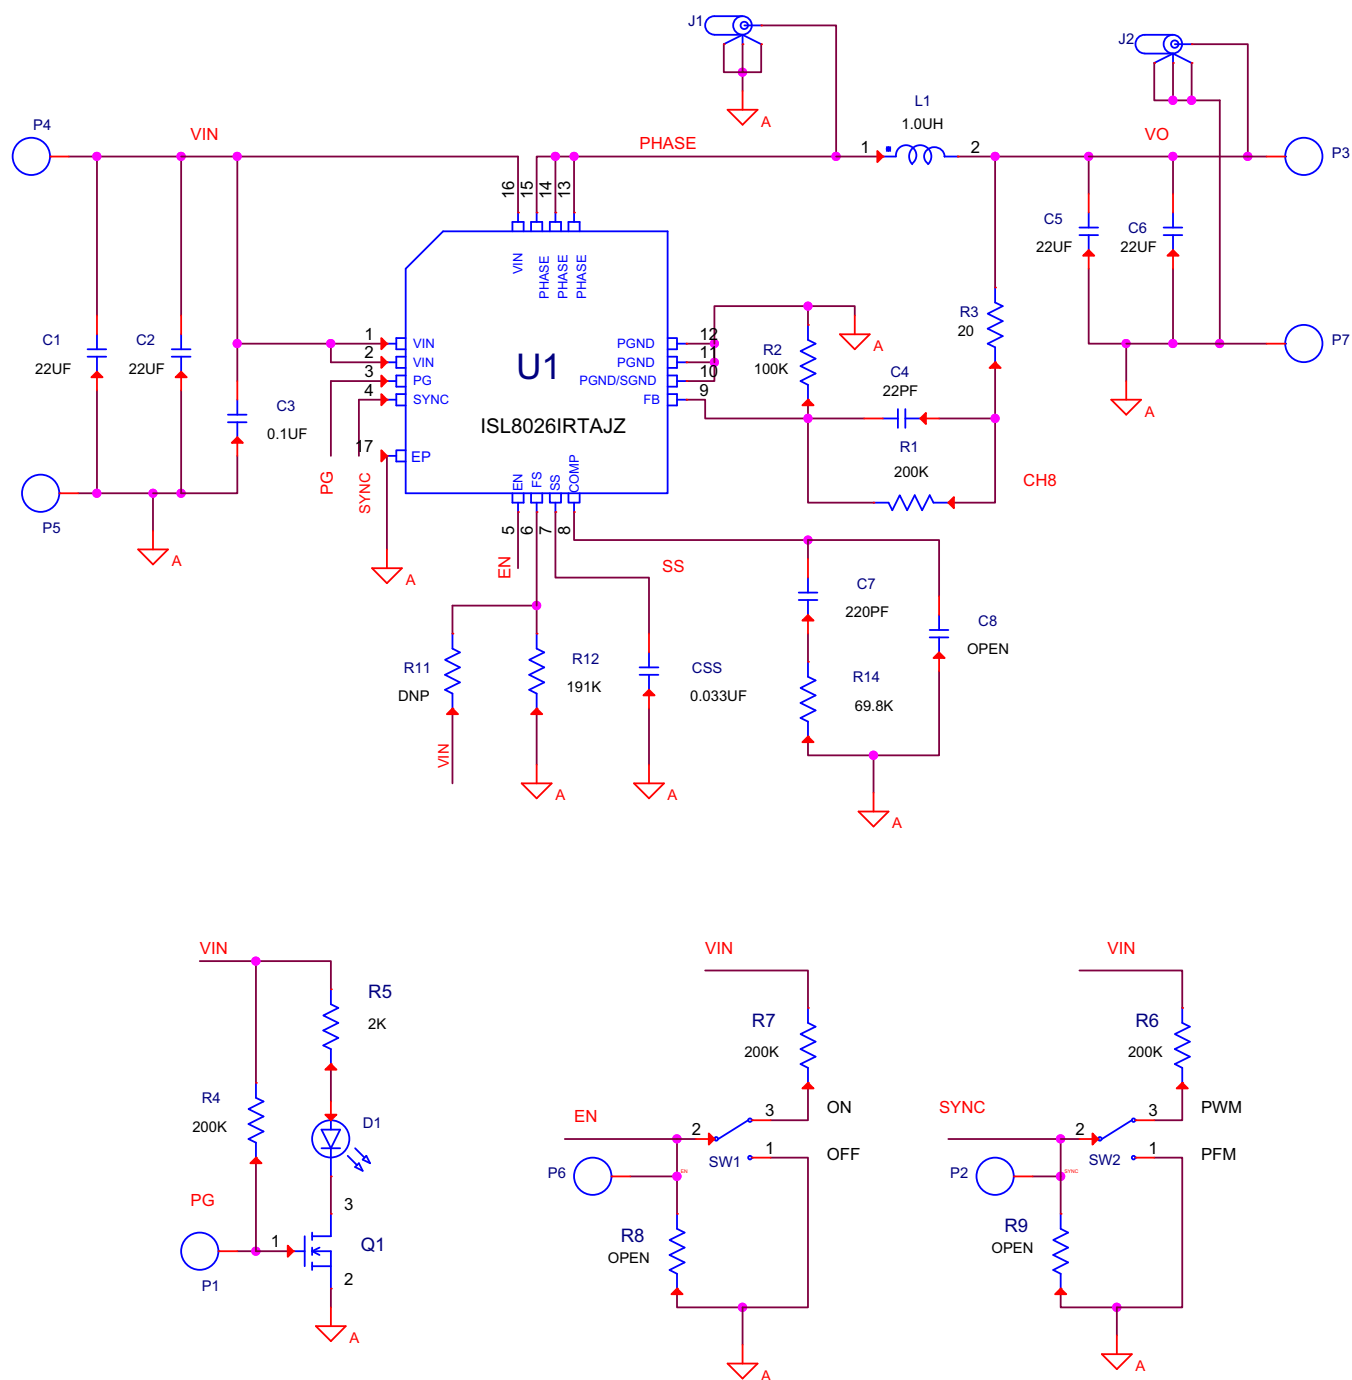 J1
A
J2
P4
VIN
PHASE
L1
1.0UH
1
2
VO
P3
16
15
14
13
VIN
PHASE
PHASE
PHASE
C5
22UF
C6
22UF
C1
22UF
C2
22UF
C3
0.1UF
1
2
3
4
17
VIN
VIN
PG
SYNC
EP
U1
ISL8026IRTAJZ
PGND
PGND
PGND/SGND
FB
12
11
10
9
R2
100K
A
C4
22PF
R1
200K
R3
20
CH8
P7
A
P5
A
PG
SYNC
A
EN
FS
SS
COMP
5
6
7
8
EN
SS
R11
DNP
VIN
R12
191K
A
CSS
0.033UF
A
C7
220PF
R14
69.8K
C8
OPEN
A
VIN
R5
2K
R4
200K
D1
PG
P1
1
3
Q1
2
A
VIN
R7
200K
EN
2
3
ON
SW1
1
OFF
P6
EN
R8
OPEN
A
VIN
R6
200K
SYNC
2
3
PWM
SW2
1
PFM
P2
SYNC
R9
OPEN
A